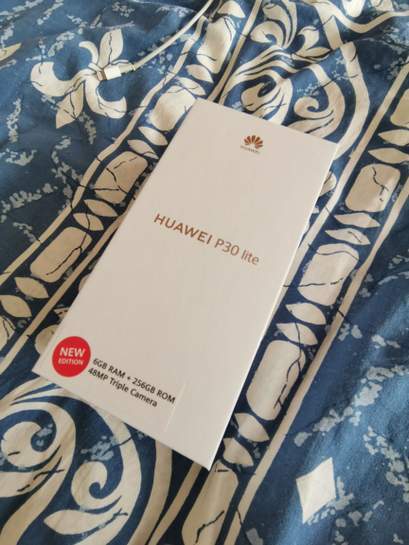 HUAWEI
HUAWEI P30 lite
NEW
EDITION
6GB RAM + 256GB ROM
48MP Triple Camera